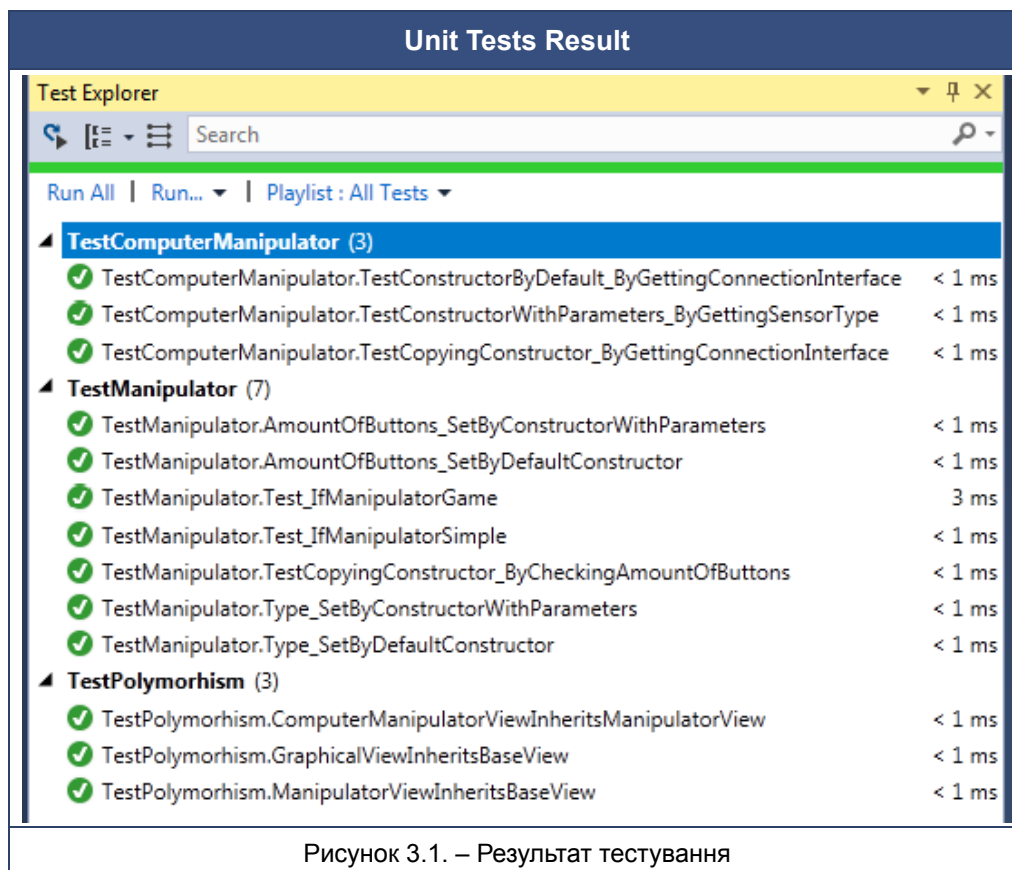 Unit Tests Result
Test Explorer
Search
Run All | Run... | Playlist : All Tests
TestComputerManipulator (3)
TestComputerManipulator.TestConstructorByDefault_ByGettingConnectionInterface < 1 ms
TestComputerManipulator.TestConstructorWithParameters_ByGettingSensorType < 1 ms
TestComputerManipulator.TestCopyingConstructor_ByGettingConnectionInterface < 1 ms
TestManipulator (7)
TestManipulator.AmountOfButtons_SetByConstructorWithParameters < 1 ms
TestManipulator.AmountOfButtons_SetByDefaultConstructor < 1 ms
TestManipulator.Test_IfManipulatorGame 3 ms
TestManipulator.Test_IfManipulatorSimple < 1 ms
TestManipulator.TestCopyingConstructor_ByCheckingAmountOfButtons < 1 ms
TestManipulator.Type_SetByConstructorWithParameters < 1 ms
TestManipulator.Type_SetByDefaultConstructor < 1 ms
TestPolymorhism (3)
TestPolymorhism.ComputerManipulatorViewInheritsManipulatorView < 1 ms
TestPolymorhism.GraphicalViewInheritsBaseView < 1 ms
TestPolymorhism.ManipulatorViewInheritsBaseView < 1 ms
Рисунок 3.1. – Результат тестування